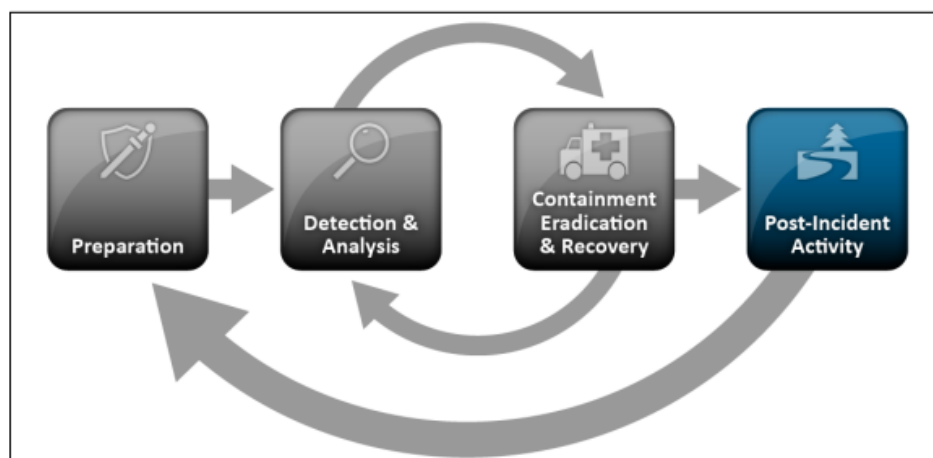 Preparation
Detection &
Analysis
Containment
Eradication
& Recovery
Post-Incident
Activity